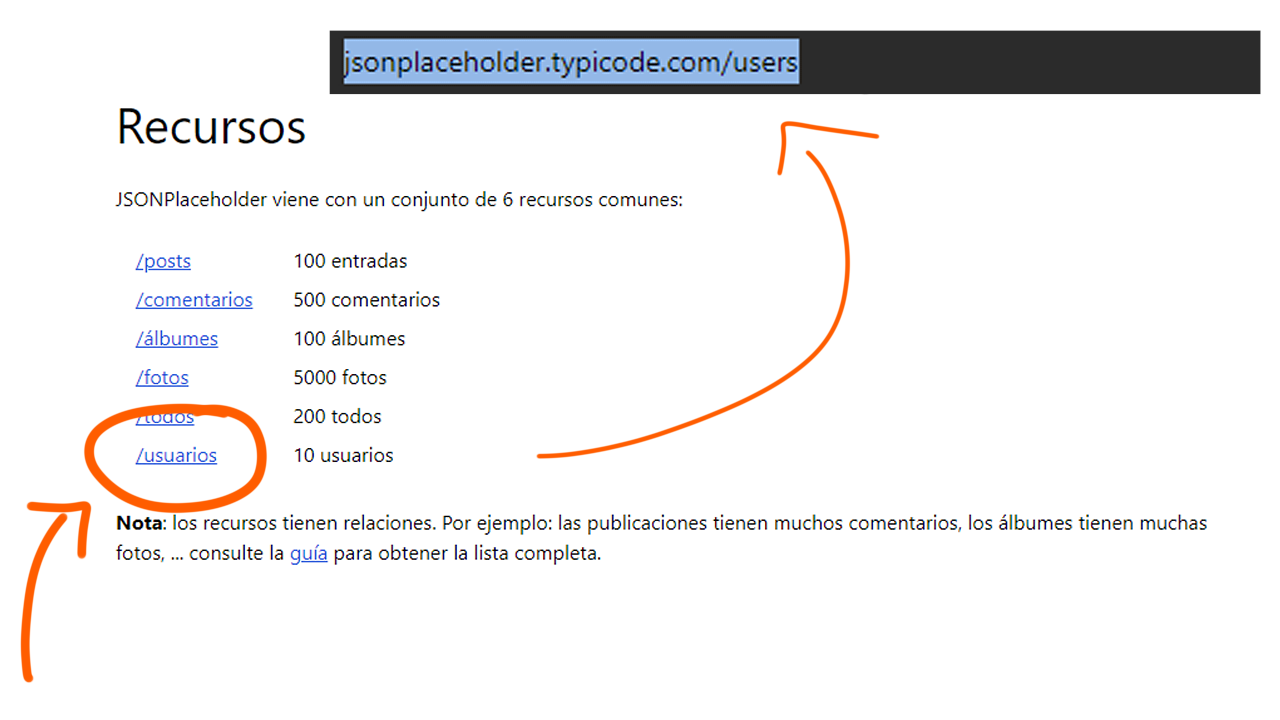 jsonplaceholder.typicode.com/users
Recursos
JSONPlaceholder viene con un conjunto de 6 recursos comunes:
/posts 100 entradas
/comentarios 500 comentarios
/álbumes 100 álbumes
/fotos 5000 fotos
/todos 200 todos
/usuarios 10 usuarios
Nota: los recursos tienen relaciones. Por ejemplo: las publicaciones tienen muchos comentarios, los álbumes tienen muchas
fotos, ... consulte la guía para obtener la lista completa.